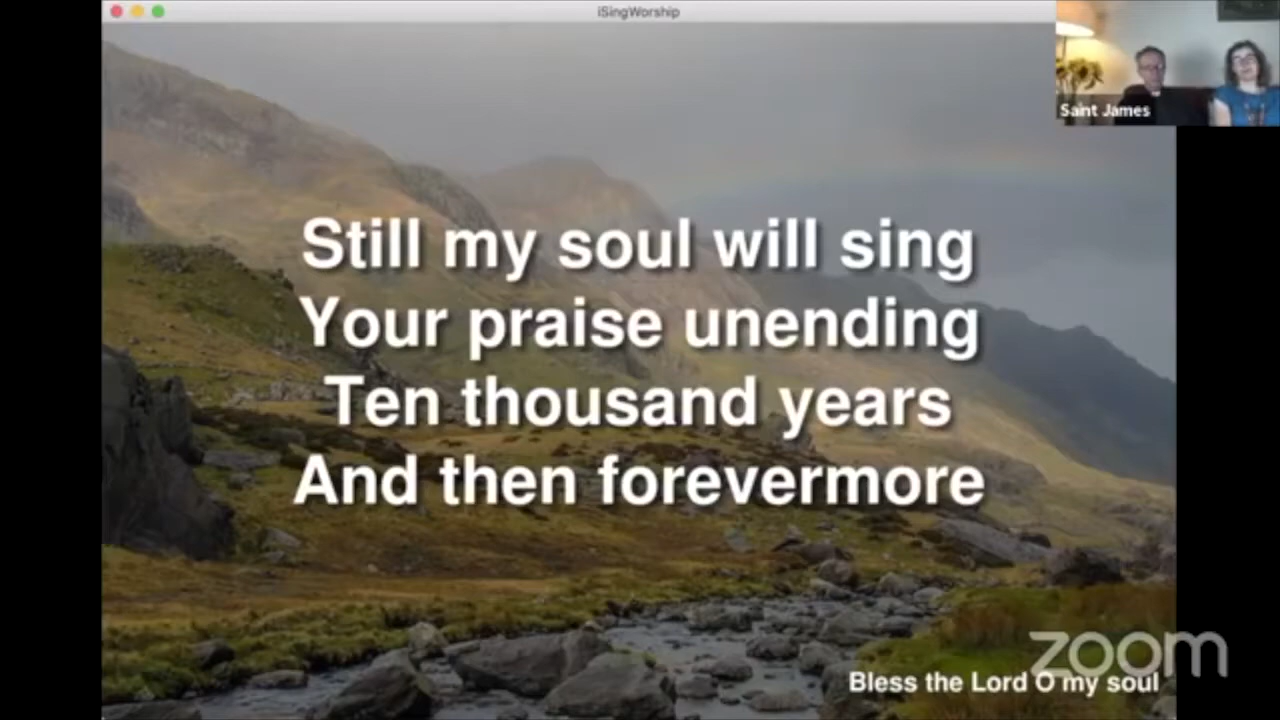 iSingWorship
Saint James
Still my soul will sing
Your praise unending
Ten thousand years
And then forevermore
zoom
Bless the Lord O my soul